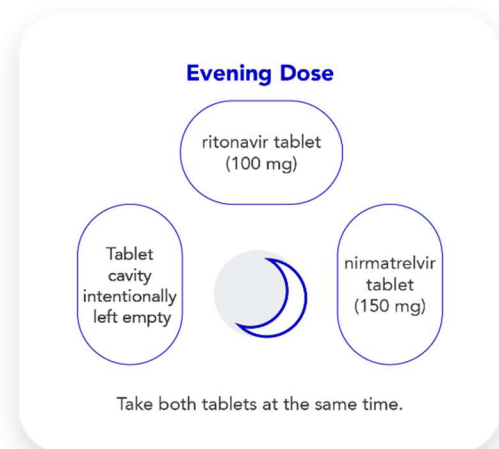 Evening Dose
ritonavir tablet
(100 mg)
Tablet
cavity
intentionally
left empty
nirmatrelvir
tablet
(150 mg)
Take both tablets at the same time.